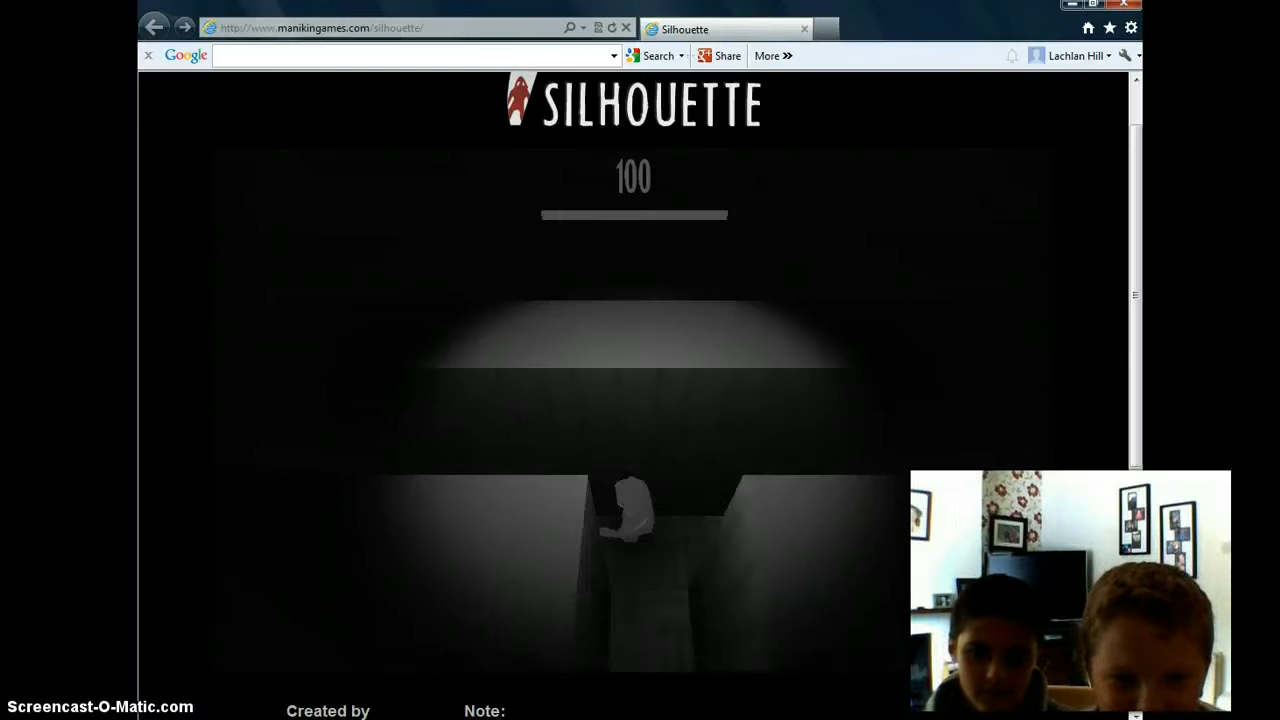 http://www.manikingames.com/silhouette/
Silhouette
Google
Search
Share
More
Lachlan Hill
SILHOUETTE
100
Screencast-O-Matic.com
Created by
Note: